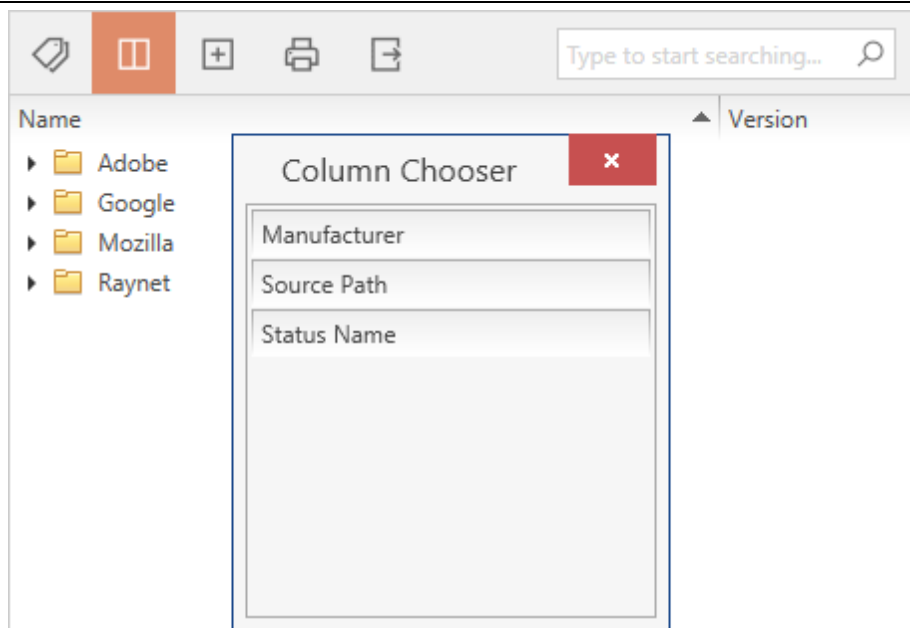 Type to start searching...
Name
Version
Adobe
Google
Mozilla
Raynet
Column Chooser
Manufacturer
Source Path
Status Name